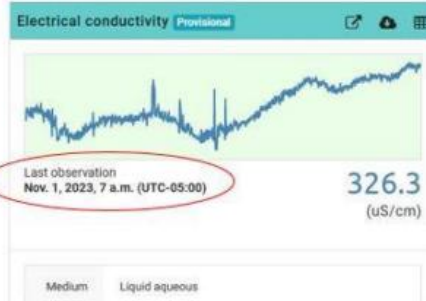 Electrical conductivity Provisional
Last observation
Nov. 1, 2023, 7 a.m. (UTC-05:00)
326.3
(uS/cm)
Medium Liquid aqueous